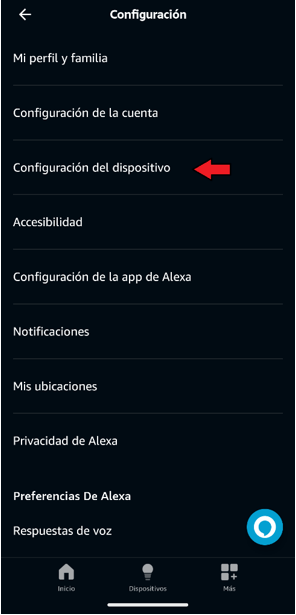 Configuración
Mi perfil y familia
Configuración de la cuenta
Configuración del dispositivo
Accesibilidad
Configuración de la app de Alexa
Notificaciones
Mis ubicaciones
Privacidad de Alexa
Preferencias De Alexa
Respuestas de voz
Inicio
Dispositivos
Más